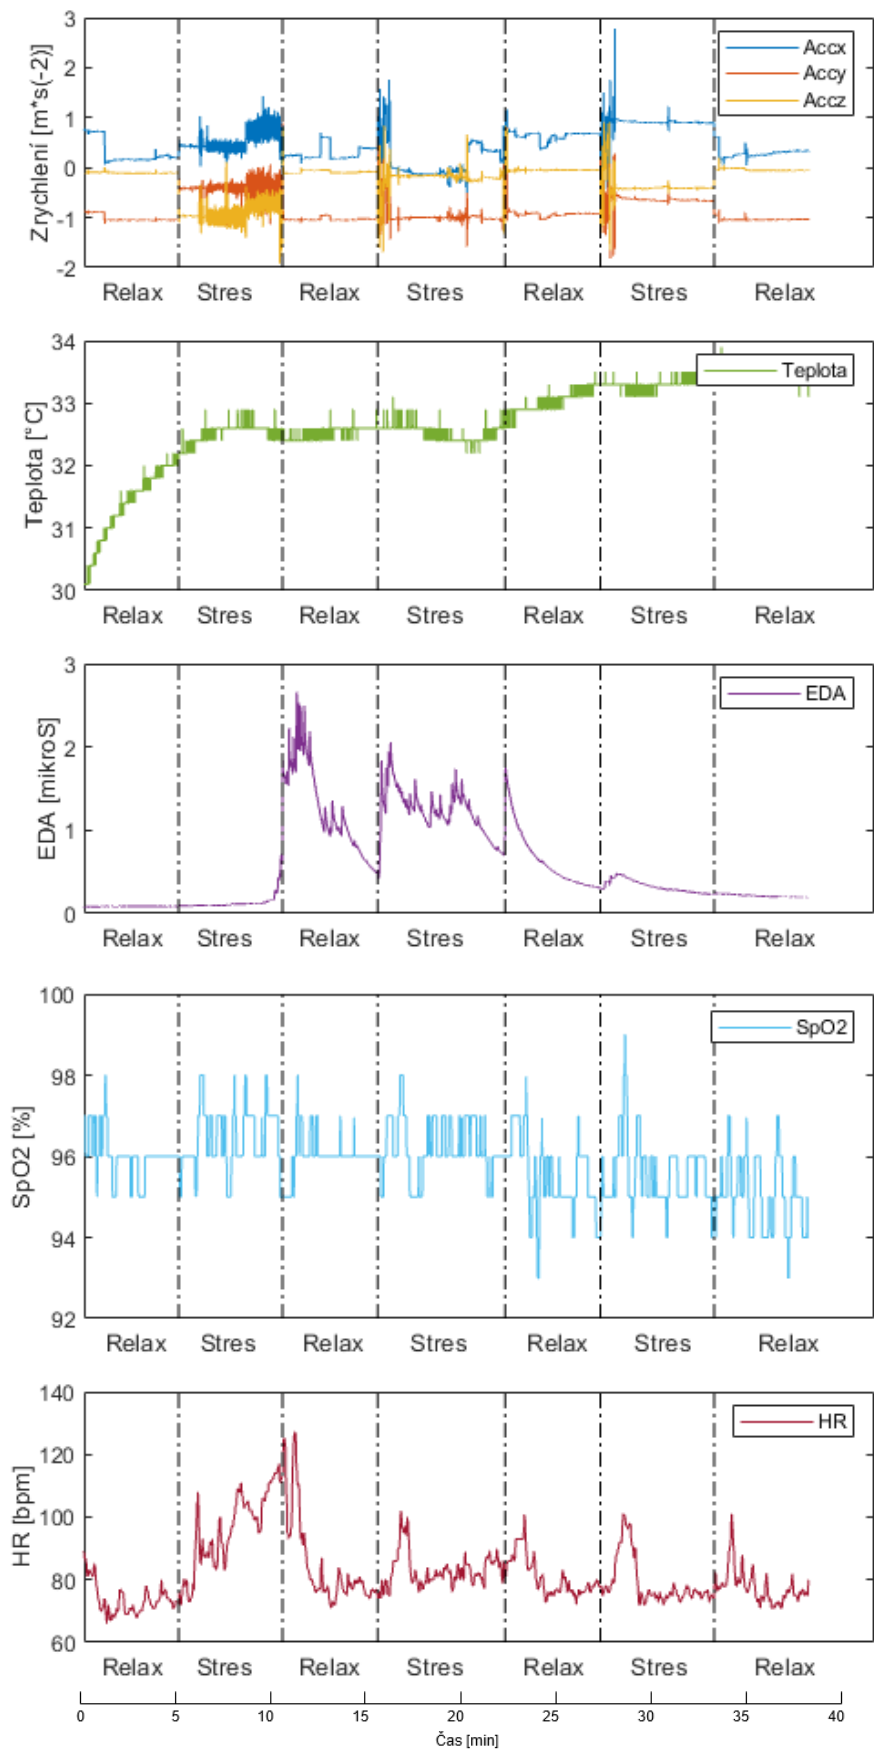 3
2
1
0
-1
-2
Zrychlení [m*s(-2)]
Accx
Accy
Accz
Relax Stres Relax Stres Relax Stres Relax
34
33
32
31
30
Teplota [°C]
Teplota
Relax Stres Relax Stres Relax Stres Relax
3
2
1
0
EDA [mikroS]
EDA
Relax Stres Relax Stres Relax Stres Relax
100
98
96
94
92
SpO2 [%]
SpO2
Relax Stres Relax Stres Relax Stres Relax
140
120
100
80
60
HR [bpm]
HR
Relax Stres Relax Stres Relax Stres Relax
0 5 10 15 20 25 30 35 40
Čas [min]